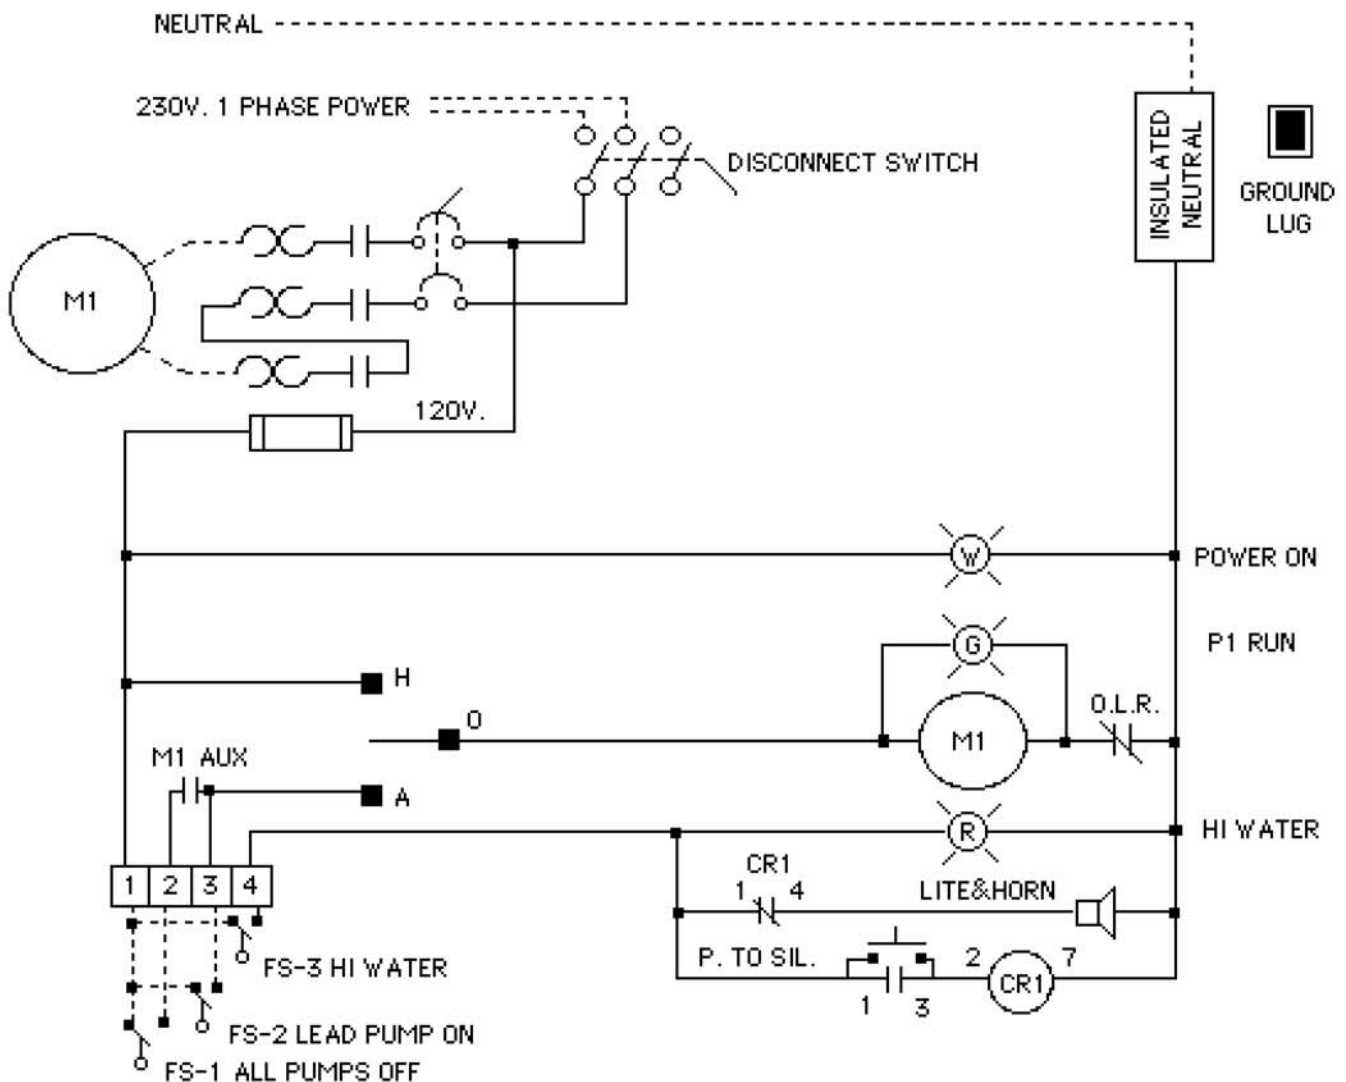 NEUTRAL
230V. 1 PHASE POWER
DISCONNECT SWITCH
INSULATED
NEUTRAL
GROUND
LUG
M1
120V.
W
POWER ON
G
P1 RUN
H
O
O.L.R.
M1
M1 AUX
A
R
HI WATER
1 2 3 4
CR1
1 4
LITE&HORN
P. TO SIL.
2 7
CR1
1 3
FS-3 HI WATER
FS-2 LEAD PUMP ON
FS-1 ALL PUMPS OFF